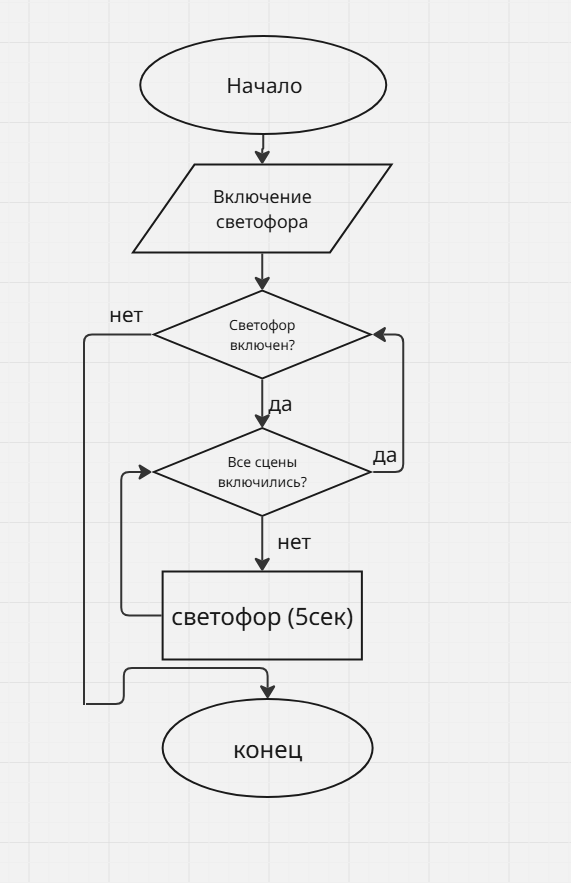 Начало
Включение
светофора
нет
Светофор
включен?
да
Все сцены
включились?
да
нет
светофор (5сек)
конец